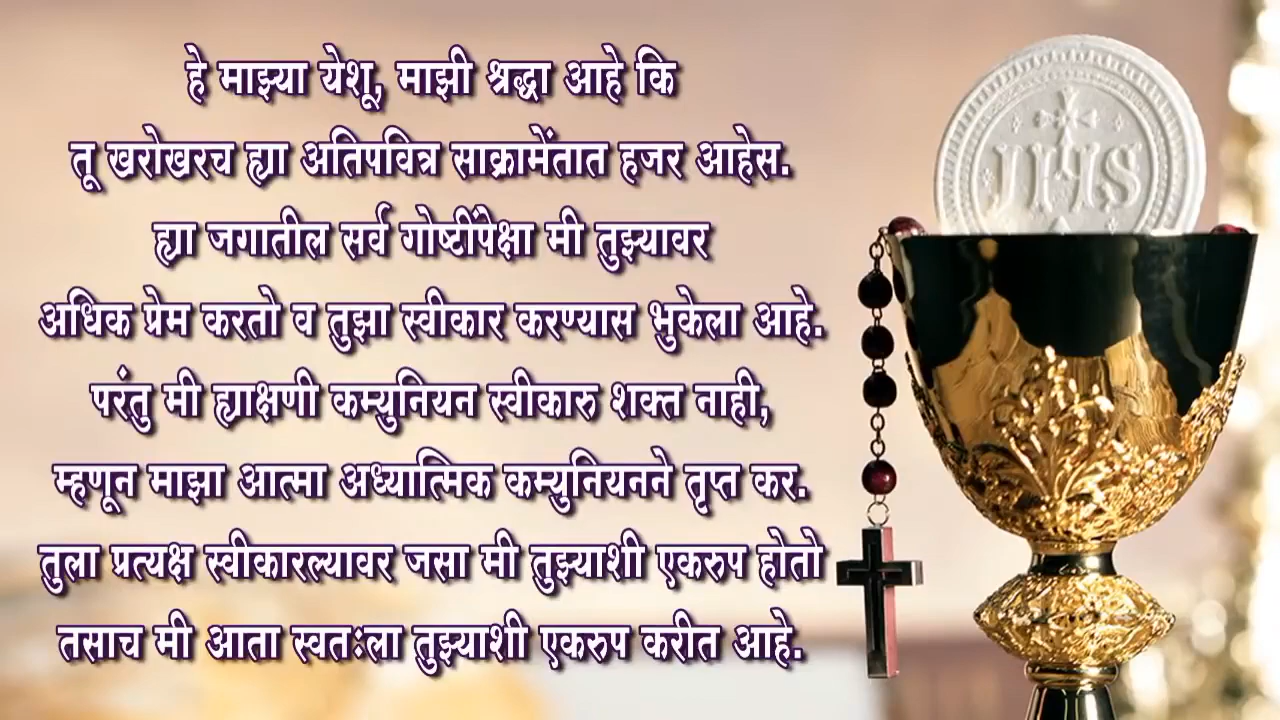 हे माझ्या येशू, माझी श्रद्धा आहे कि
तू खरोखरच ह्या अतिपवित्र साक्रामेंतात हजर आहेस.
ह्या जगातील सर्व गोष्टींपेक्षा मी तुझ्यावर
अधिक प्रेम करतो व तुझा स्वीकार करण्यास भुकेला आहे.
परंतु मी ह्याक्षणी कम्युनियन स्वीकारु शक्त नाही,
म्हणून माझा आत्मा अध्यात्मिक कम्युनियनने तृप्त कर.
तुला प्रत्यक्ष स्वीकारल्यावर जसा मी तुझ्याशी एकरुप होतो
तसाच मी आता स्वतःला तुझ्याशी एकरुप करीत आहे.
IHS